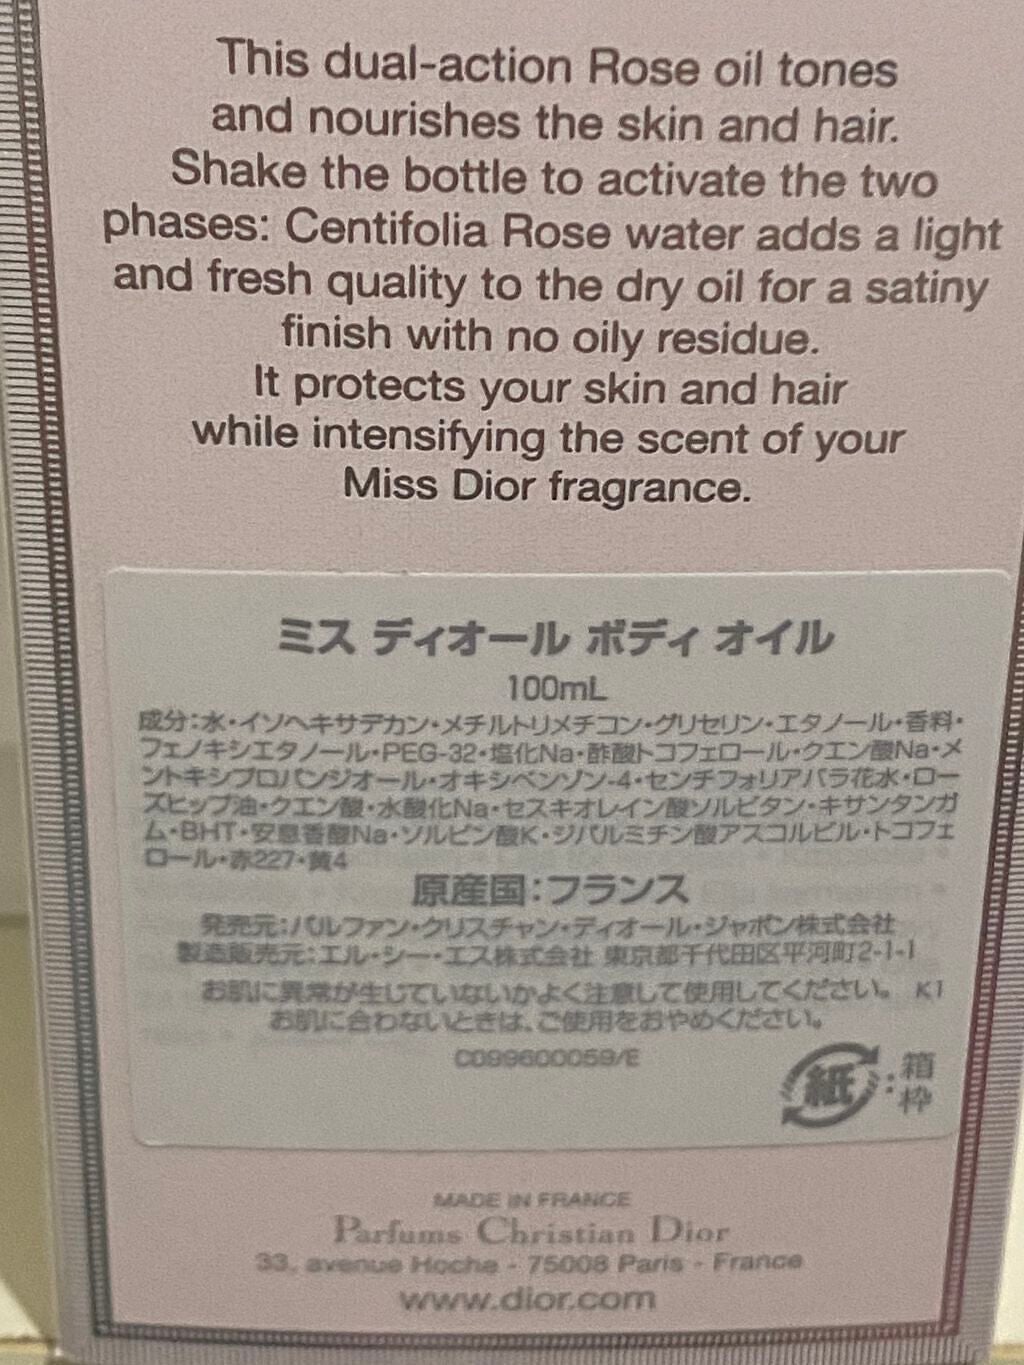 This dual-action Rose oil tones
and nourishes the skin and hair.
Shake the bottle to activate the two
phases: Centifolia Rose water adds a light
and fresh quality to the dry oil for a satiny
finish with no oily residue.
It protects your skin and hair
while intensifying the scent of your
Miss Dior fragrance.
ミス ディオール ボディ オイル
100mL
成分:水・イソヘキサデカン・メチルトリメチコン・グリセリン・エタノール・香料・
フェノキシエタノール・PEG-32・塩化Na・酢酸トコフェロール・クエン酸Na・メ
ントキシプロパンジオール・オキシベンゾン-4・センチフォリアバラ花水・ロー
ズヒップ油・クエン酸・水酸化Na・セスキオレイン酸ソルビタン・キサンタンガ
ム・BHT・安息香酸Na・ソルビン酸K・ジパルミチン酸アスコルビル・トコフェ
ロール・赤227・黄4
原産国:フランス
発売元:パルファン・クリスチャン・ディオール・ジャポン株式会社
製造販売元:エル・シー・エス株式会社 東京都千代田区平河町2-1-1
お肌に異常が生じていないかよく注意して使用してください。 K1
お肌に合わないときは、ご使用をおやめください。
C099600059/E
紙:箱
枠
MADE IN FRANCE
Parfums Christian Dior
33, avenue Hoche - 75008 Paris - France
www.dior.com